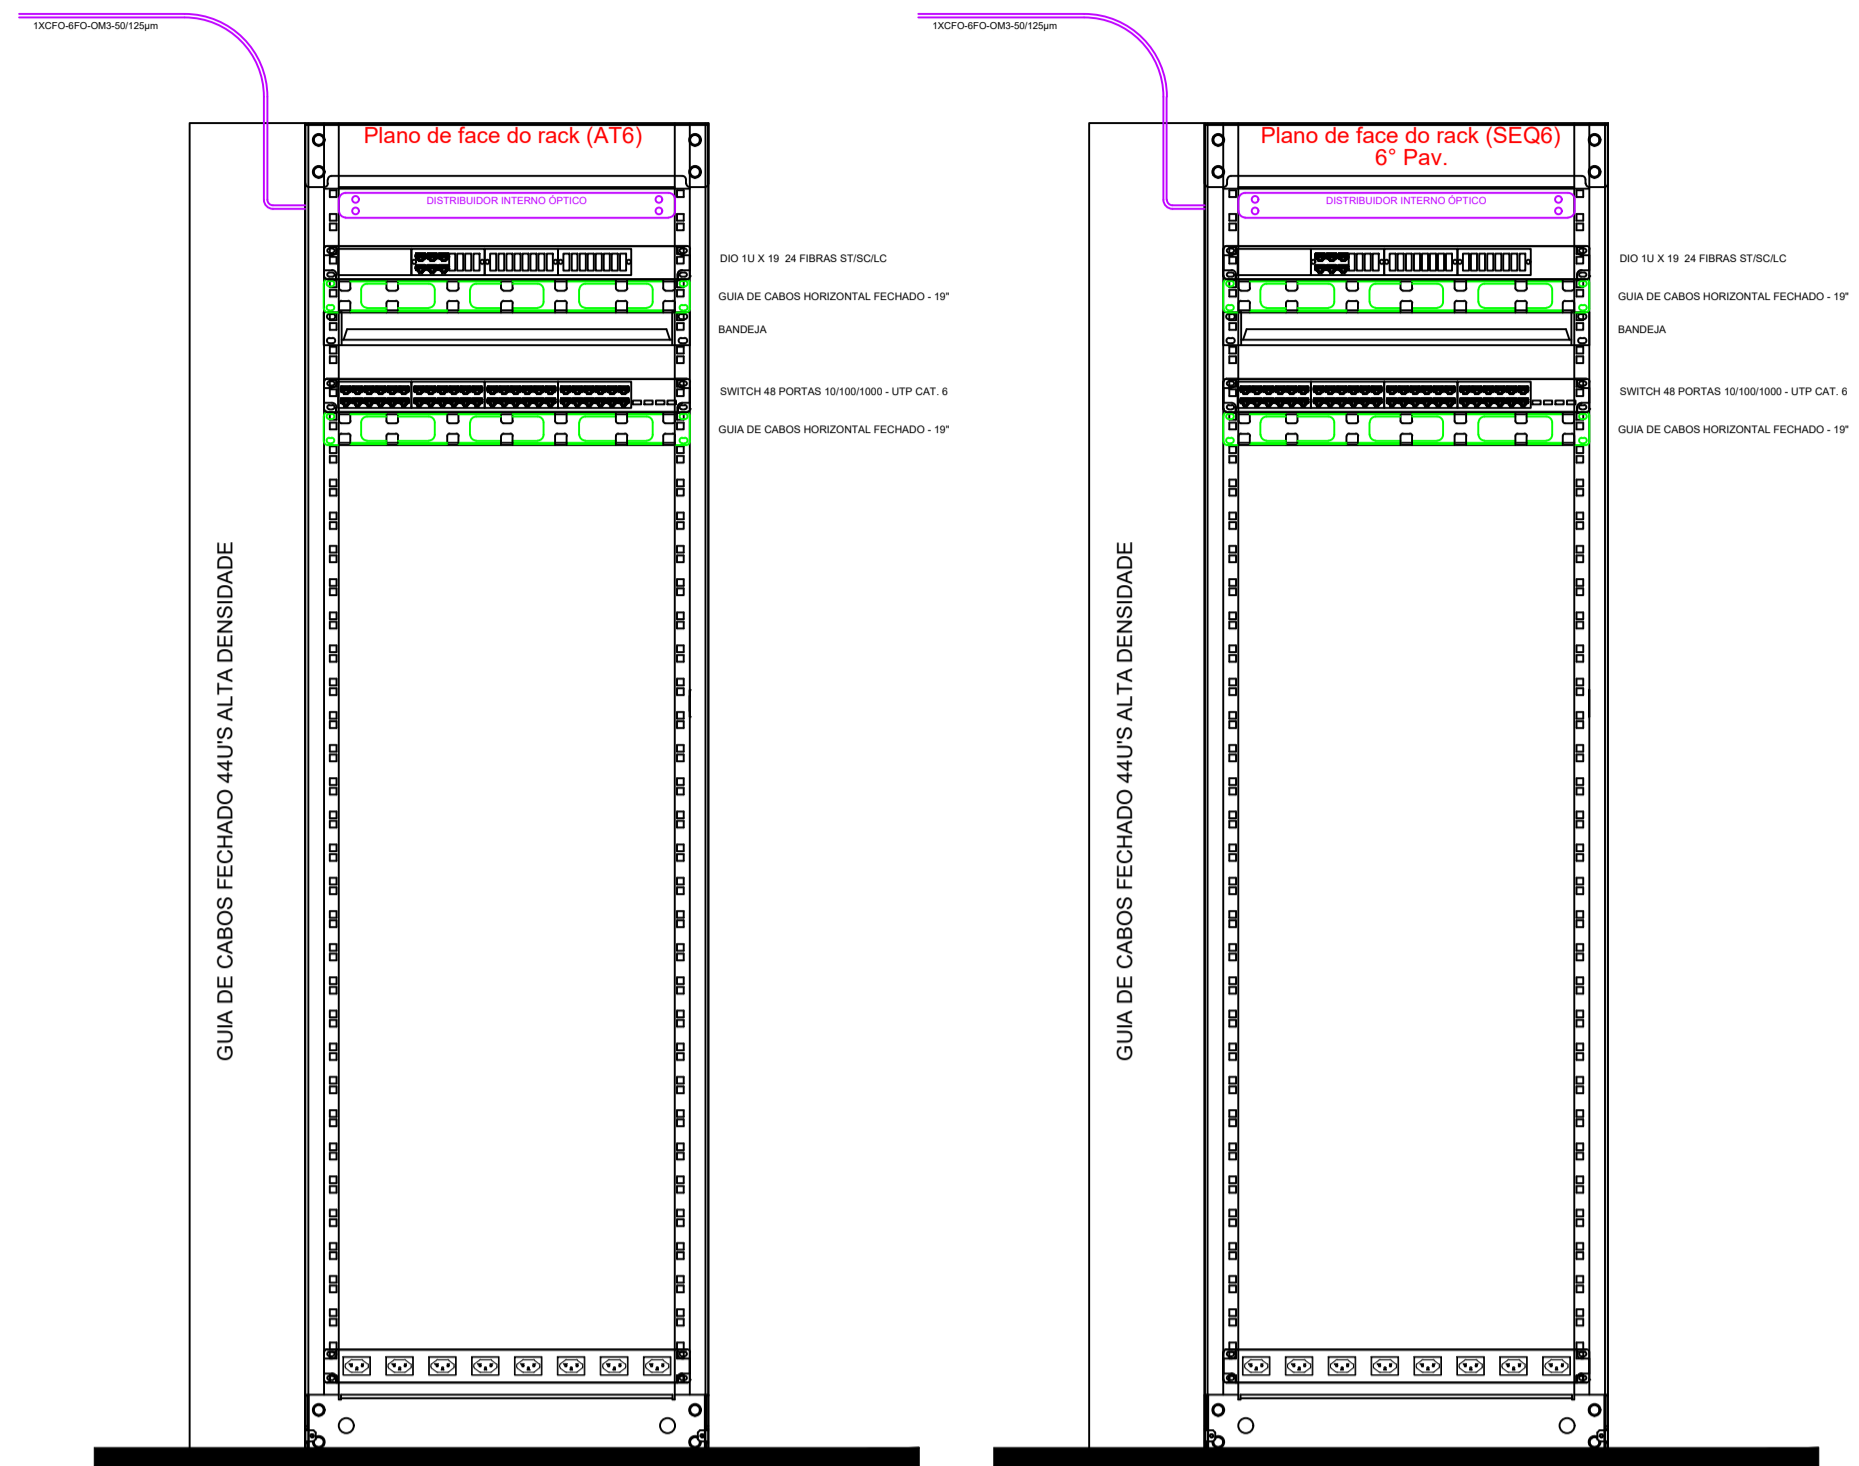 1XCFO-6FO-OM3-50/125µm
Plano de face do rack (AT6)
DISTRIBUIDOR INTERNO ÓPTICO
DIO 1U X 19  24 FIBRAS ST/SC/LC
GUIA DE CABOS HORIZONTAL FECHADO - 19"
BANDEJA
SWITCH 48 PORTAS 10/100/1000 - UTP CAT. 6
GUIA DE CABOS HORIZONTAL FECHADO - 19"
GUIA DE CABOS FECHADO 44U'S ALTA DENSIDADE
1XCFO-6FO-OM3-50/125µm
Plano de face do rack (SEQ6)
6° Pav.
DISTRIBUIDOR INTERNO ÓPTICO
DIO 1U X 19  24 FIBRAS ST/SC/LC
GUIA DE CABOS HORIZONTAL FECHADO - 19"
BANDEJA
SWITCH 48 PORTAS 10/100/1000 - UTP CAT. 6
GUIA DE CABOS HORIZONTAL FECHADO - 19"
GUIA DE CABOS FECHADO 44U'S ALTA DENSIDADE